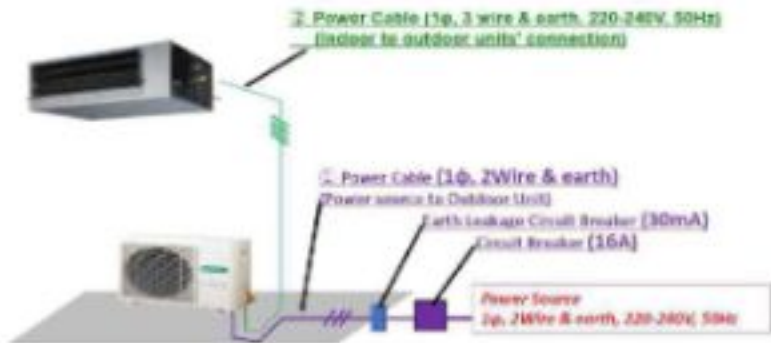 2 Power Cable (1φ, 3 wire & earth, 220-240V, 50Hz)
(Indoor to outdoor units' connection)
Power Cable (1φ, 2Wire & earth)
(Power source to Outdoor Unit)
Earth Leakage Circuit Breaker (30mA)
Circuit Breaker (16A)
Power Source
1φ, 2Wire & earth, 220-240V, 50Hz